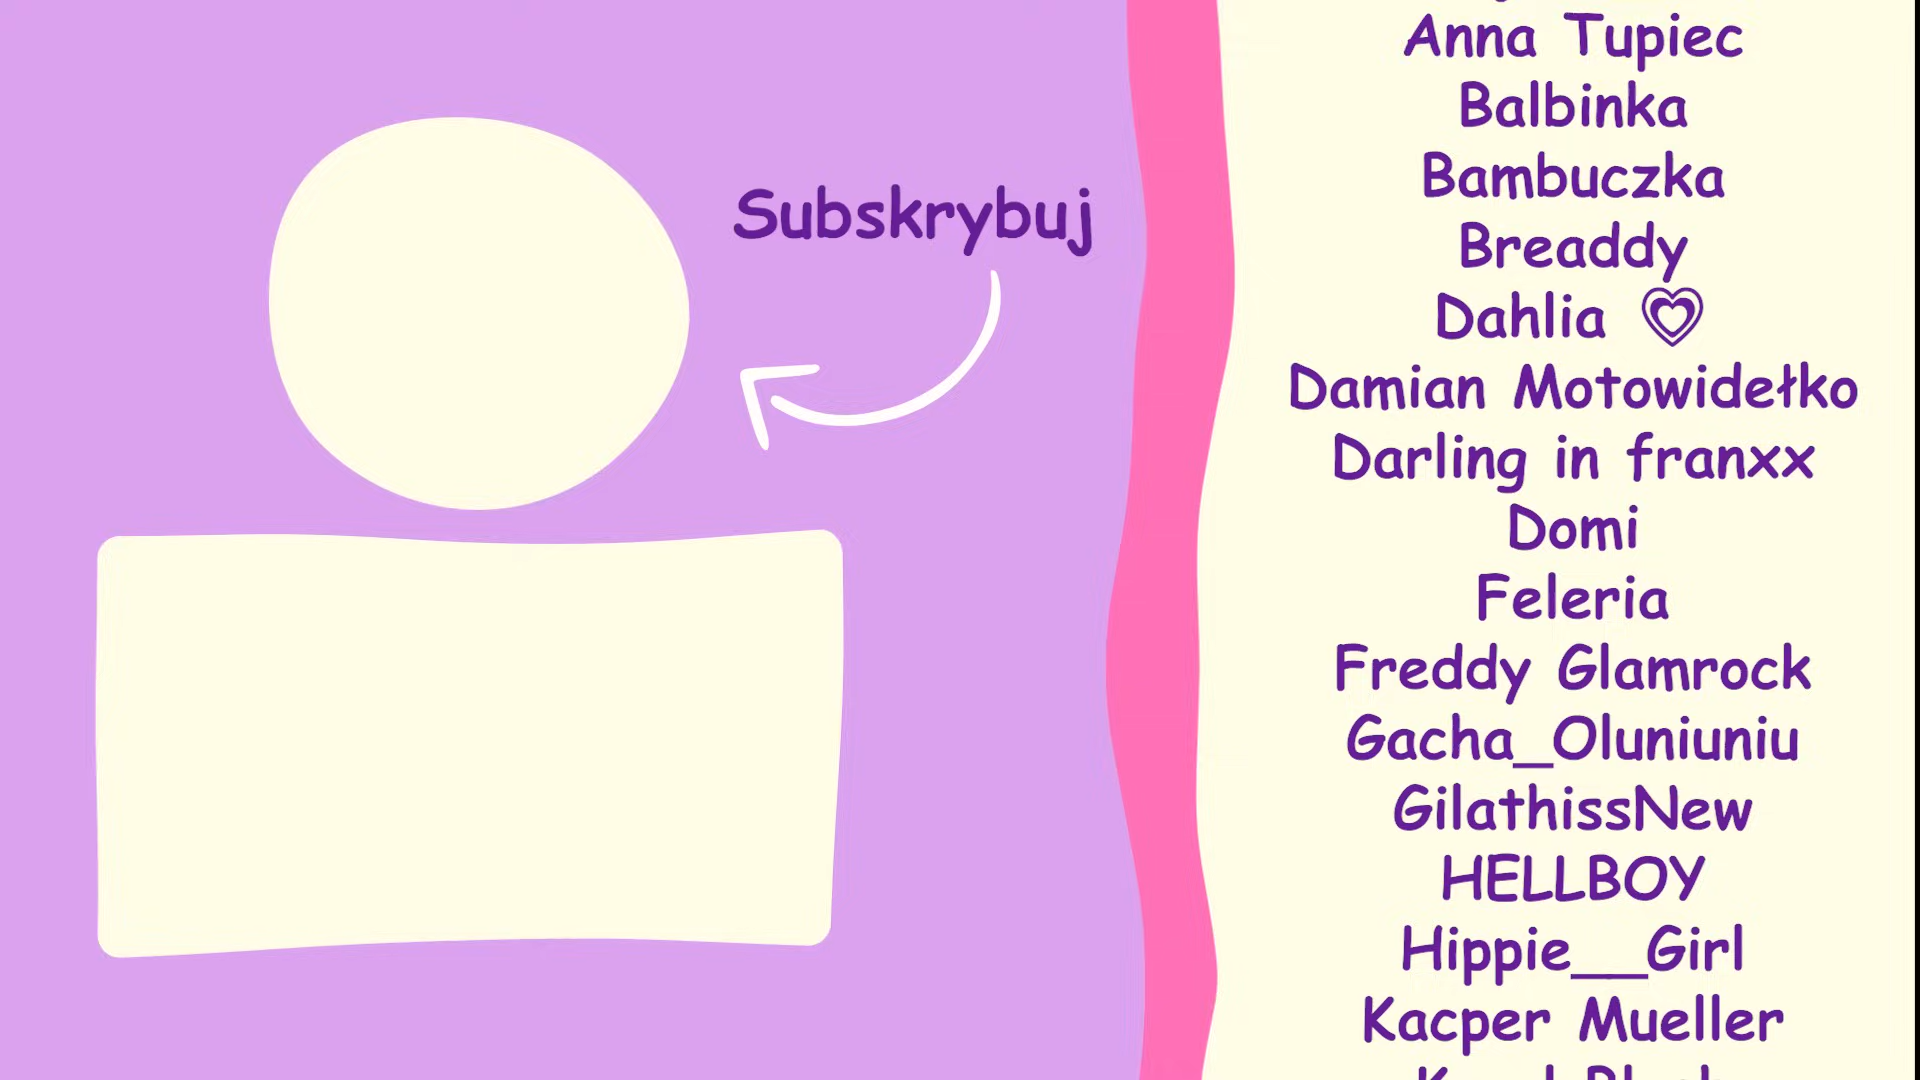 Subskrybuj
Anna Tupiec
Balbinka
Bambuczka
Breaddy
Dahlia 💗
Damian Motowidełko
Darling in franxx
Domi
Feleria
Freddy Glamrock
Gacha_Oluniuniu
GilathissNew
HELLBOY
Hippie__Girl
Kacper Mueller